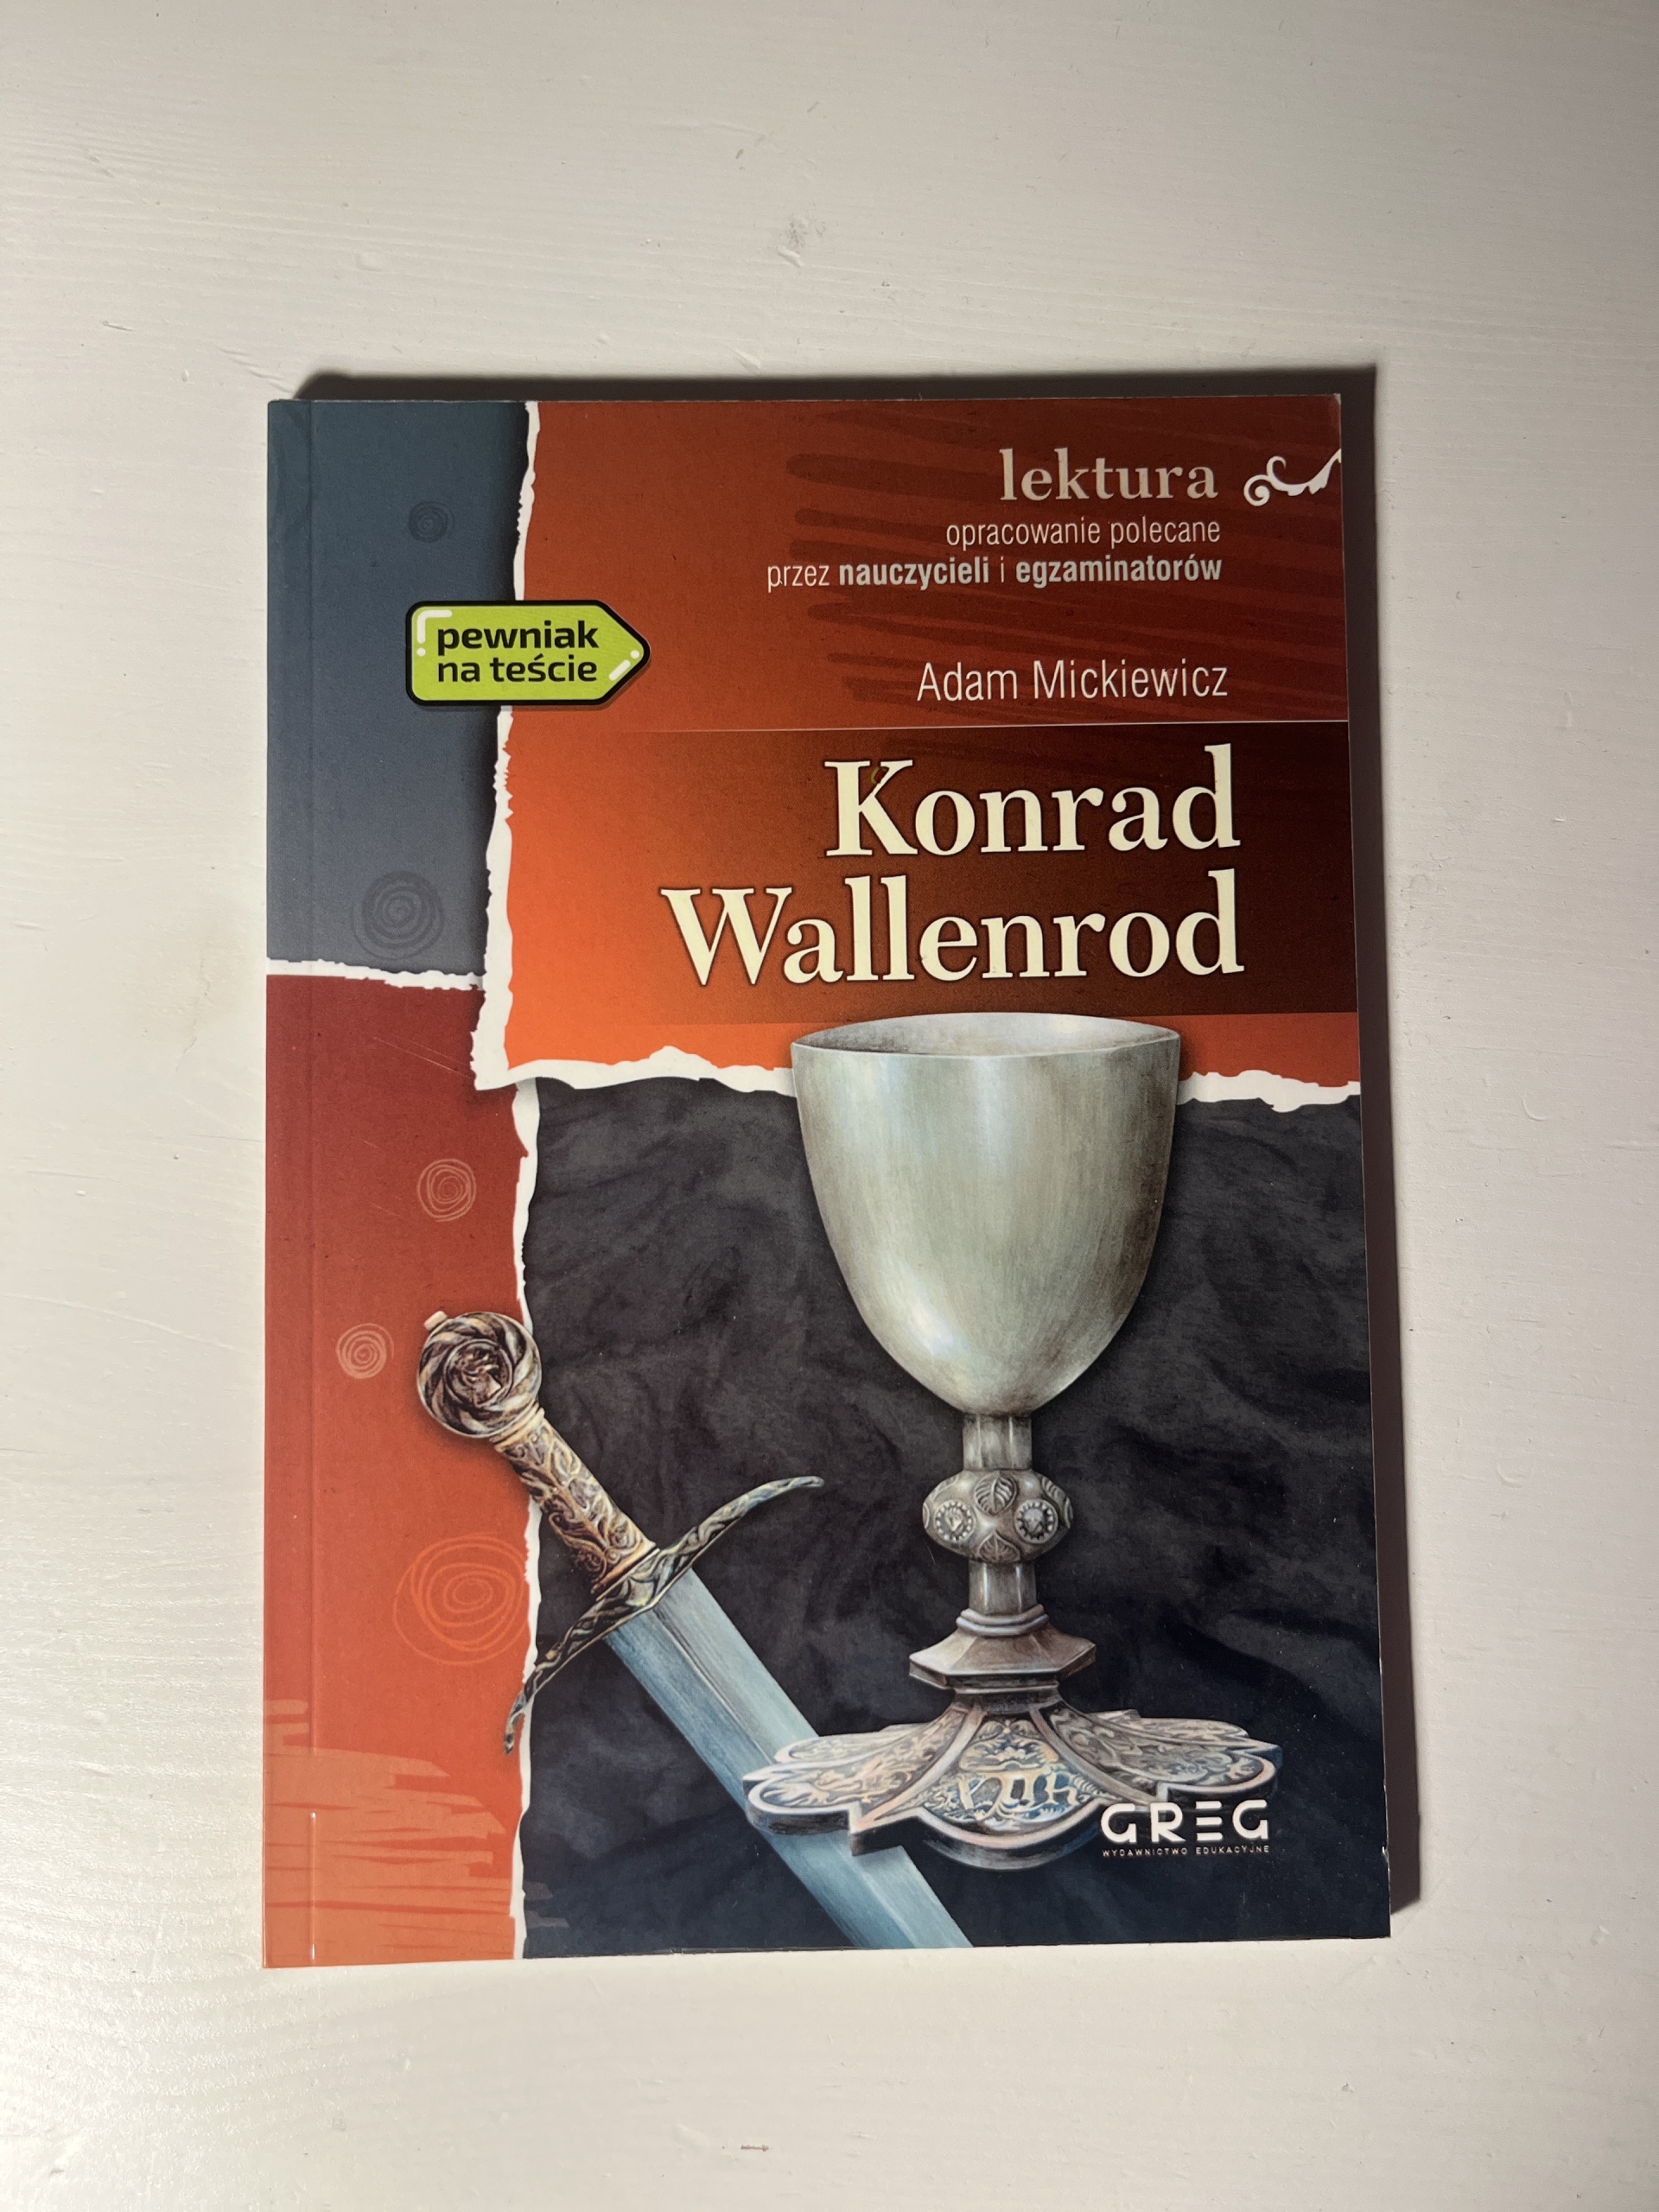 lektura
opracowanie polecane
przez nauczycieli i egzaminatorów
pewniak
na teście
Adam Mickiewicz
Konrad
Wallenrod
GREG
WYDAWNICTWO EDUKACYJNE